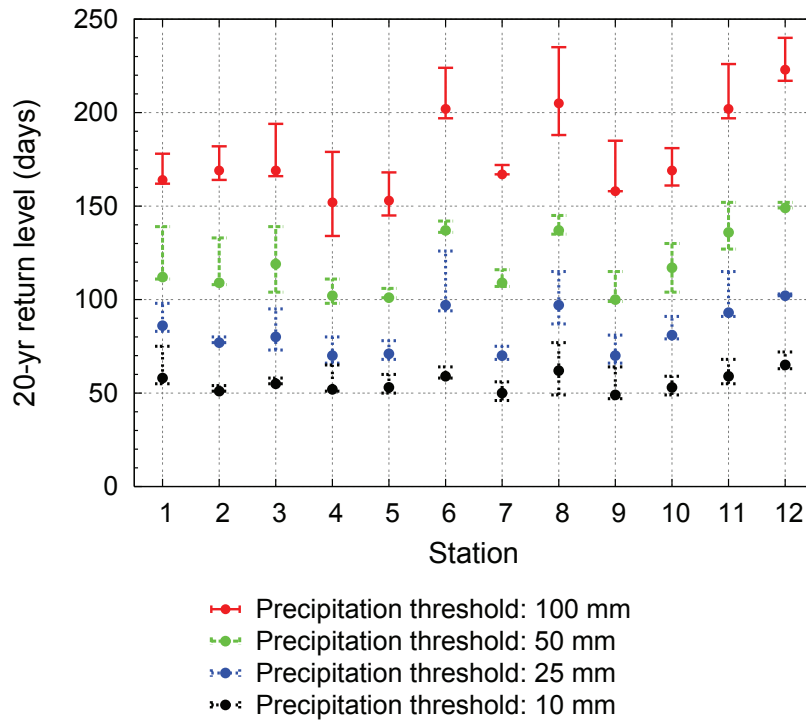 250
200
150
100
50
0
20-yr return level (days)
1 2 3 4 5 6 7 8 9 10 11 12
Station
Precipitation threshold: 100 mm
Precipitation threshold: 50 mm
Precipitation threshold: 25 mm
Precipitation threshold: 10 mm